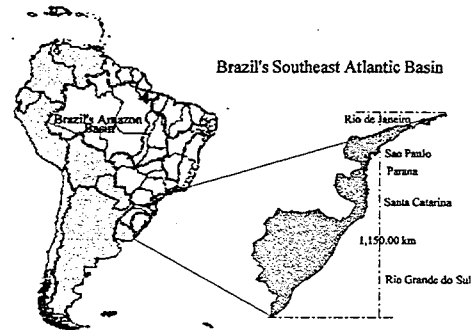 Brazil's Southeast Atlantic Basin
Brazil's Amazon
Basin
Rio de Janeiro
Sao Paulo
Parana
Santa Catarina
1,150.00 km
Rio Grande do Sul